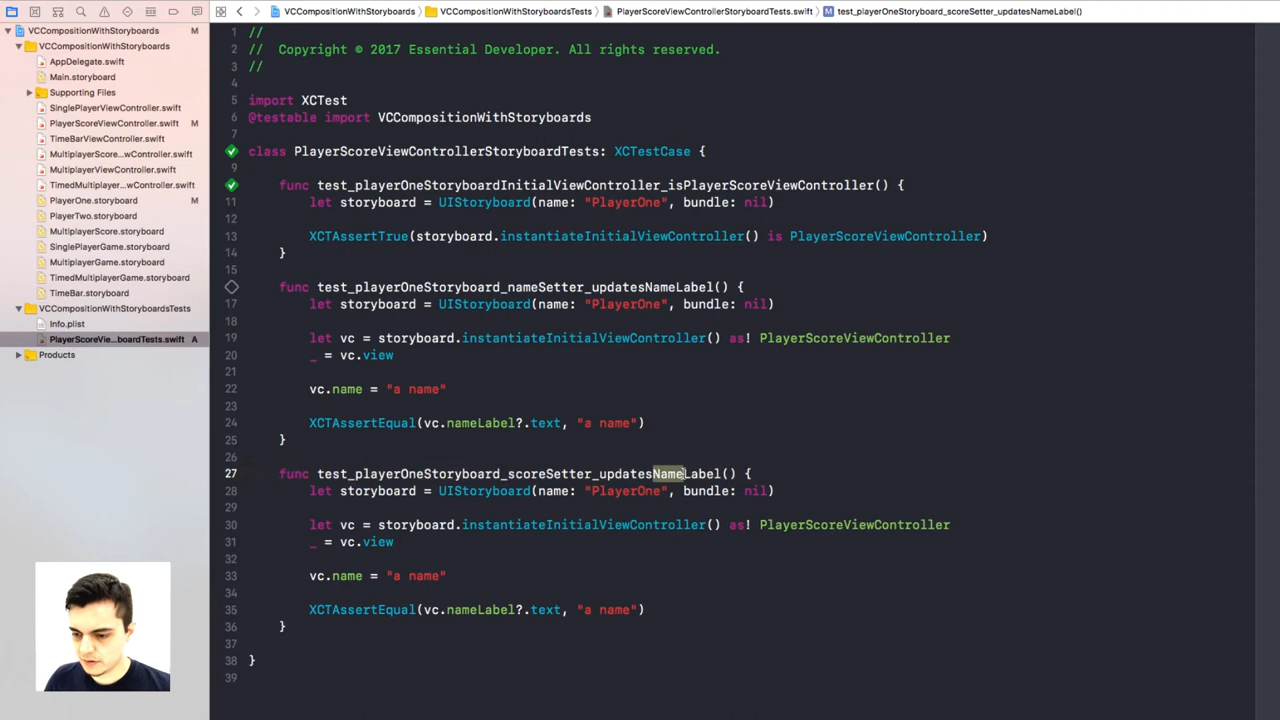 VCCompositionWithStoryboards M
VCCompositionWithStoryboards
AppDelegate.swift
Main.storyboard
Supporting Files
SinglePlayerViewController.swift
PlayerScoreViewController.swift M
TimeBarViewController.swift
MultiplayerScore...wController.swift
MultiplayerViewController.swift
TimedMultiplayer...wController.swift
PlayerOne.storyboard M
PlayerTwo.storyboard
MultiplayerScore.storyboard
SinglePlayerGame.storyboard
MultiplayerGame.storyboard
TimedMultiplayerGame.storyboard
TimeBar.storyboard
VCCompositionWithStoryboardsTests
Info.plist
PlayerScoreVie...boardTests.swift A
Products
VCCompositionWithStoryboards VCCompositionWithStoryboardsTests PlayerScoreViewControllerStoryboardTests.swift M test_playerOneStoryboard_scoreSetter_updatesNameLabel()
1 //
2 // Copyright © 2017 Essential Developer. All rights reserved.
3 //
4
5 import XCTest
6 @testable import VCCompositionWithStoryboards
7
class PlayerScoreViewControllerStoryboardTests: XCTestCase {
9
func test_playerOneStoryboardInitialViewController_isPlayerScoreViewController() {
11 let storyboard = UIStoryboard(name: "PlayerOne", bundle: nil)
12
13 XCTAssertTrue(storyboard.instantiateInitialViewController() is PlayerScoreViewController)
14 }
15
func test_playerOneStoryboard_nameSetter_updatesNameLabel() {
17 let storyboard = UIStoryboard(name: "PlayerOne", bundle: nil)
18
19 let vc = storyboard.instantiateInitialViewController() as! PlayerScoreViewController
20 _ = vc.view
21
22 vc.name = "a name"
23
24 XCTAssertEqual(vc.nameLabel?.text, "a name")
25 }
26
27 func test_playerOneStoryboard_scoreSetter_updatesNameLabel() {
28 let storyboard = UIStoryboard(name: "PlayerOne", bundle: nil)
29
30 let vc = storyboard.instantiateInitialViewController() as! PlayerScoreViewController
31 _ = vc.view
32
33 vc.name = "a name"
34
35 XCTAssertEqual(vc.nameLabel?.text, "a name")
36 }
37
38 }
39